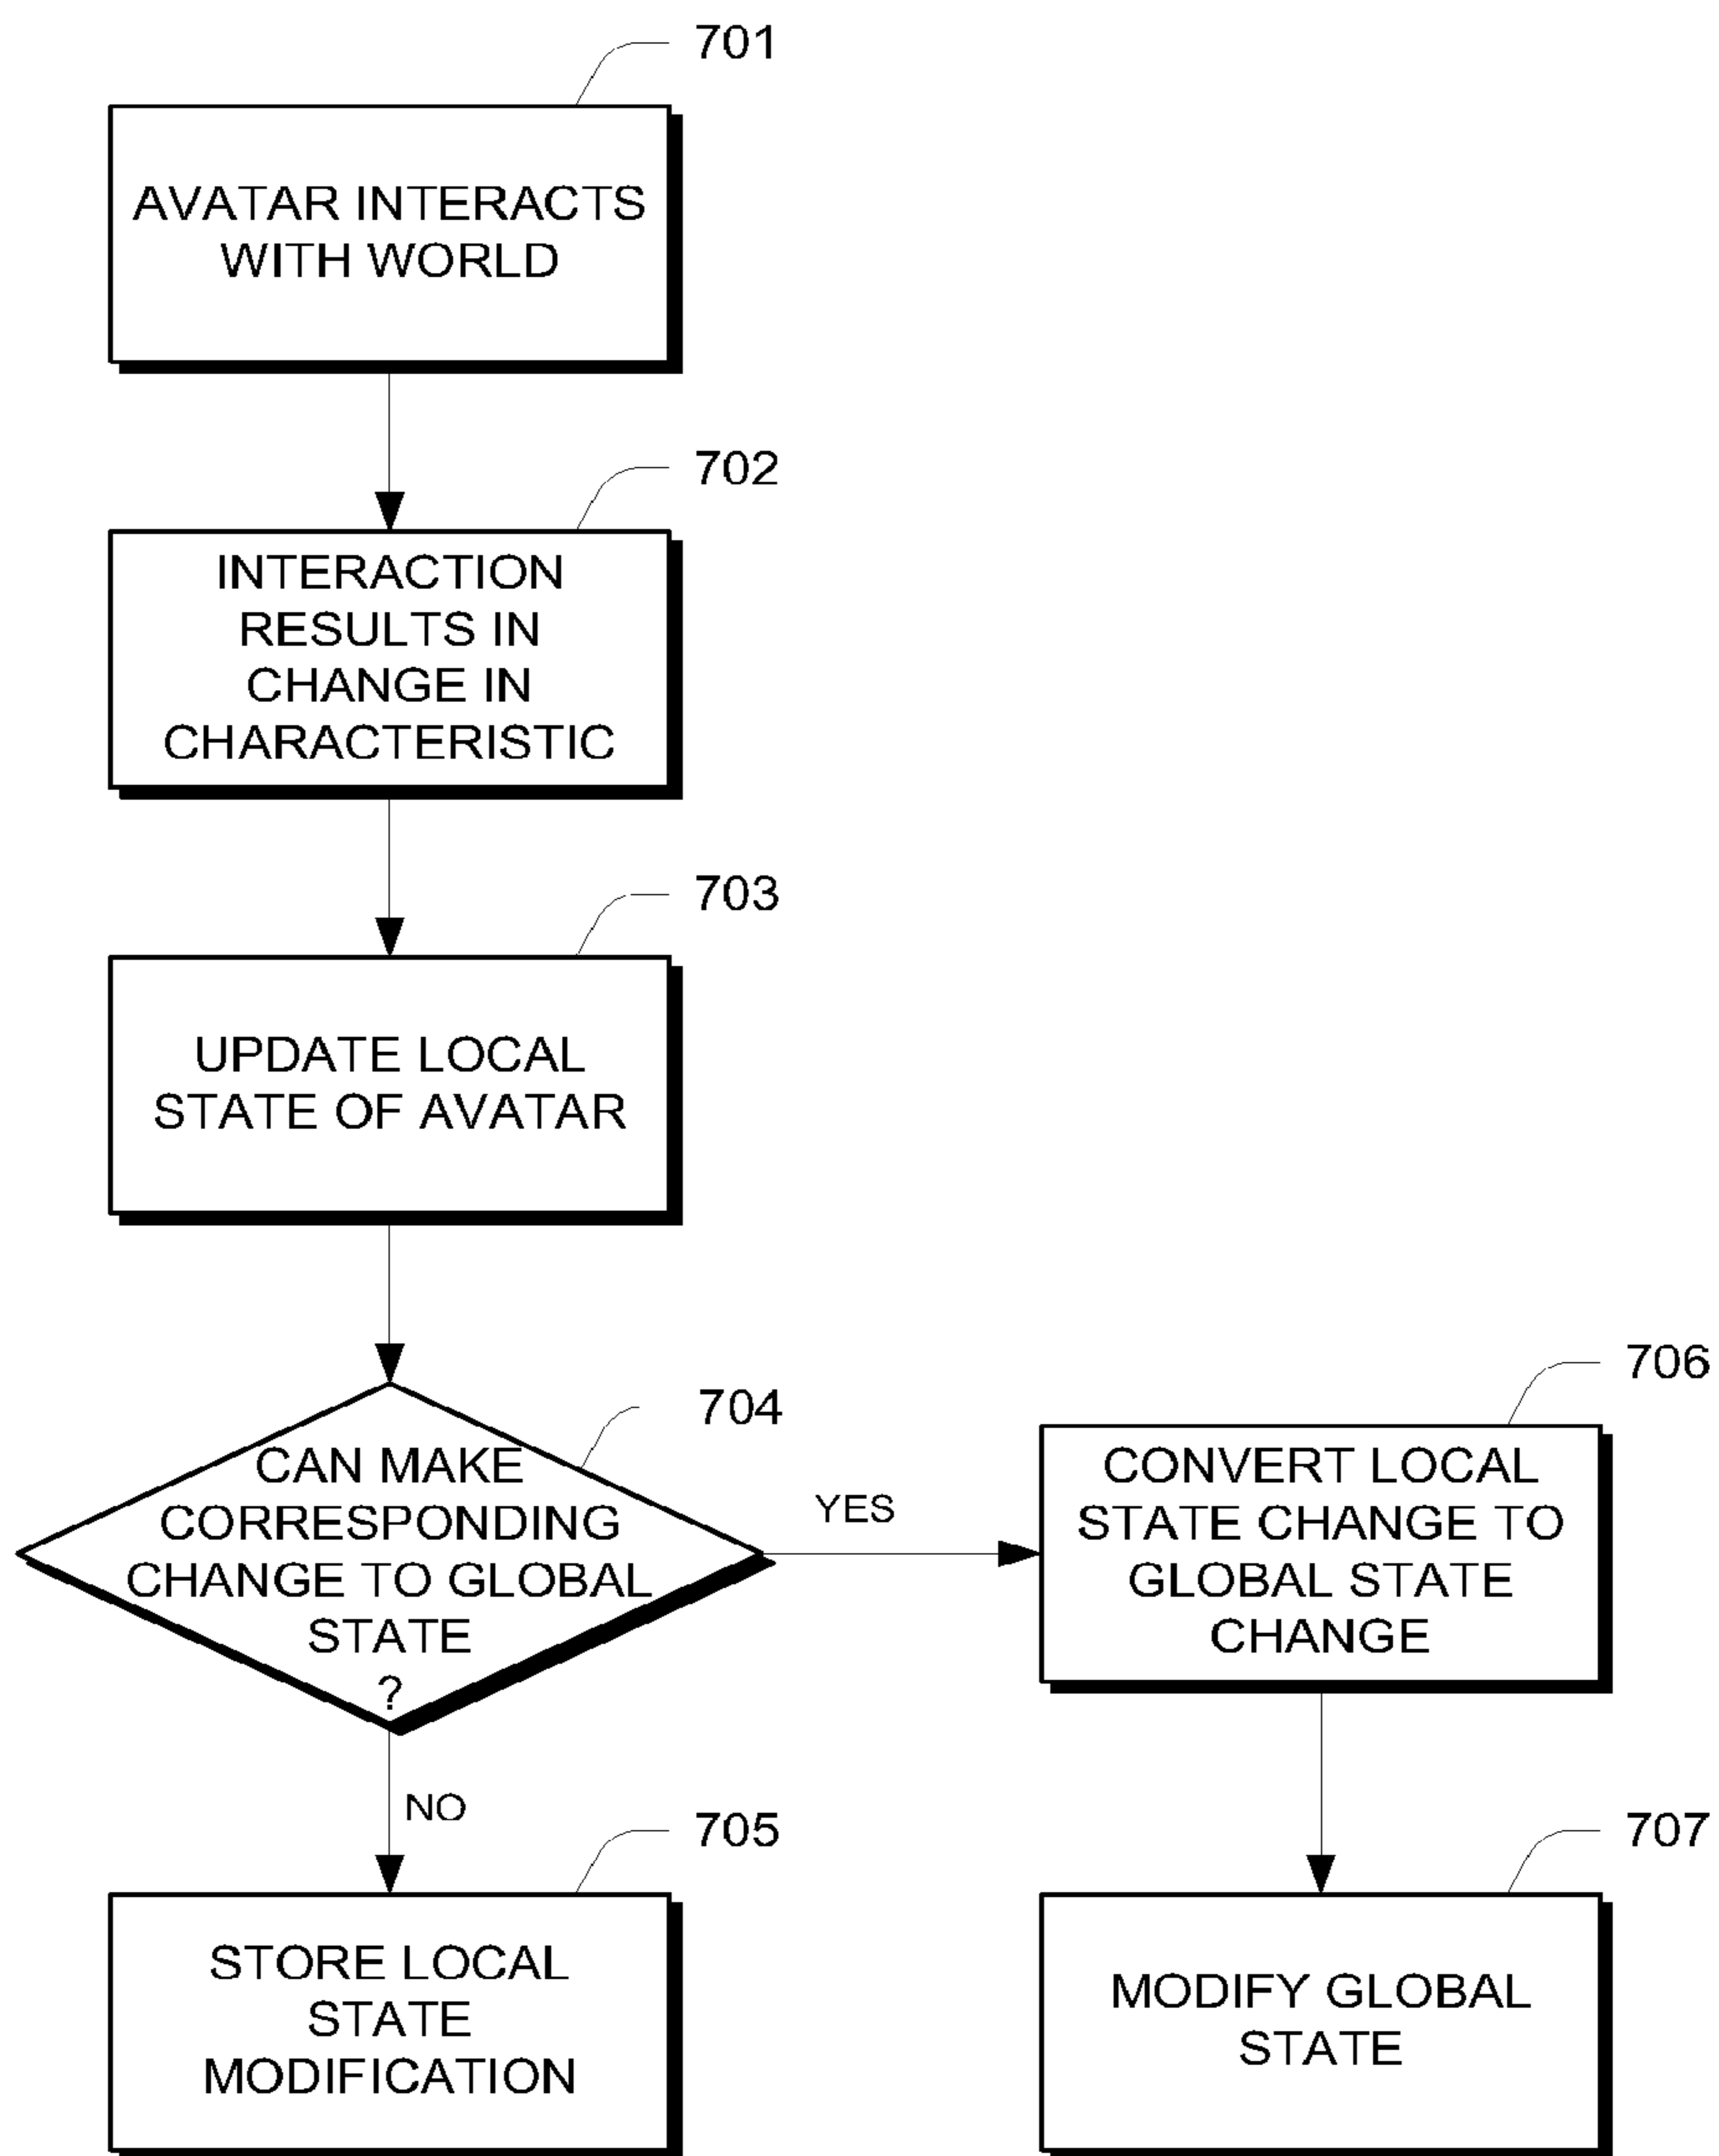 701
AVATAR INTERACTS
WITH WORLD
702
INTERACTION
RESULTS IN
CHANGE IN
CHARACTERISTIC
703
UPDATE LOCAL
STATE OF AVATAR
704
CAN MAKE
CORRESPONDING
CHANGE TO GLOBAL
STATE
?
YES
706
CONVERT LOCAL
STATE CHANGE TO
GLOBAL STATE
CHANGE
NO
705
STORE LOCAL
STATE
MODIFICATION
707
MODIFY GLOBAL
STATE